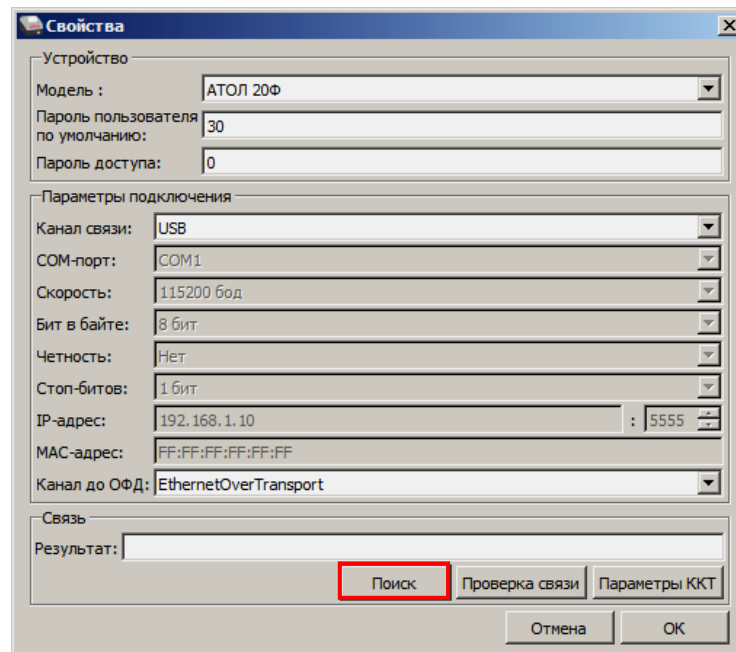 Свойства
Устройство
Модель : АТОЛ 20Ф
Пароль пользователя
по умолчанию: 30
Пароль доступа: 0
Параметры подключения
Канал связи: USB
COM-порт: COM1
Скорость: 115200 бод
Бит в байте: 8 бит
Четность: Нет
Стоп-битов: 1 бит
IP-адрес: 192.168.1.10 : 5555
MAC-адрес: FF:FF:FF:FF:FF:FF
Канал до ОФД: EthernetOverTransport
Связь
Результат:
Поиск Проверка связи Параметры ККТ
Отмена ОК